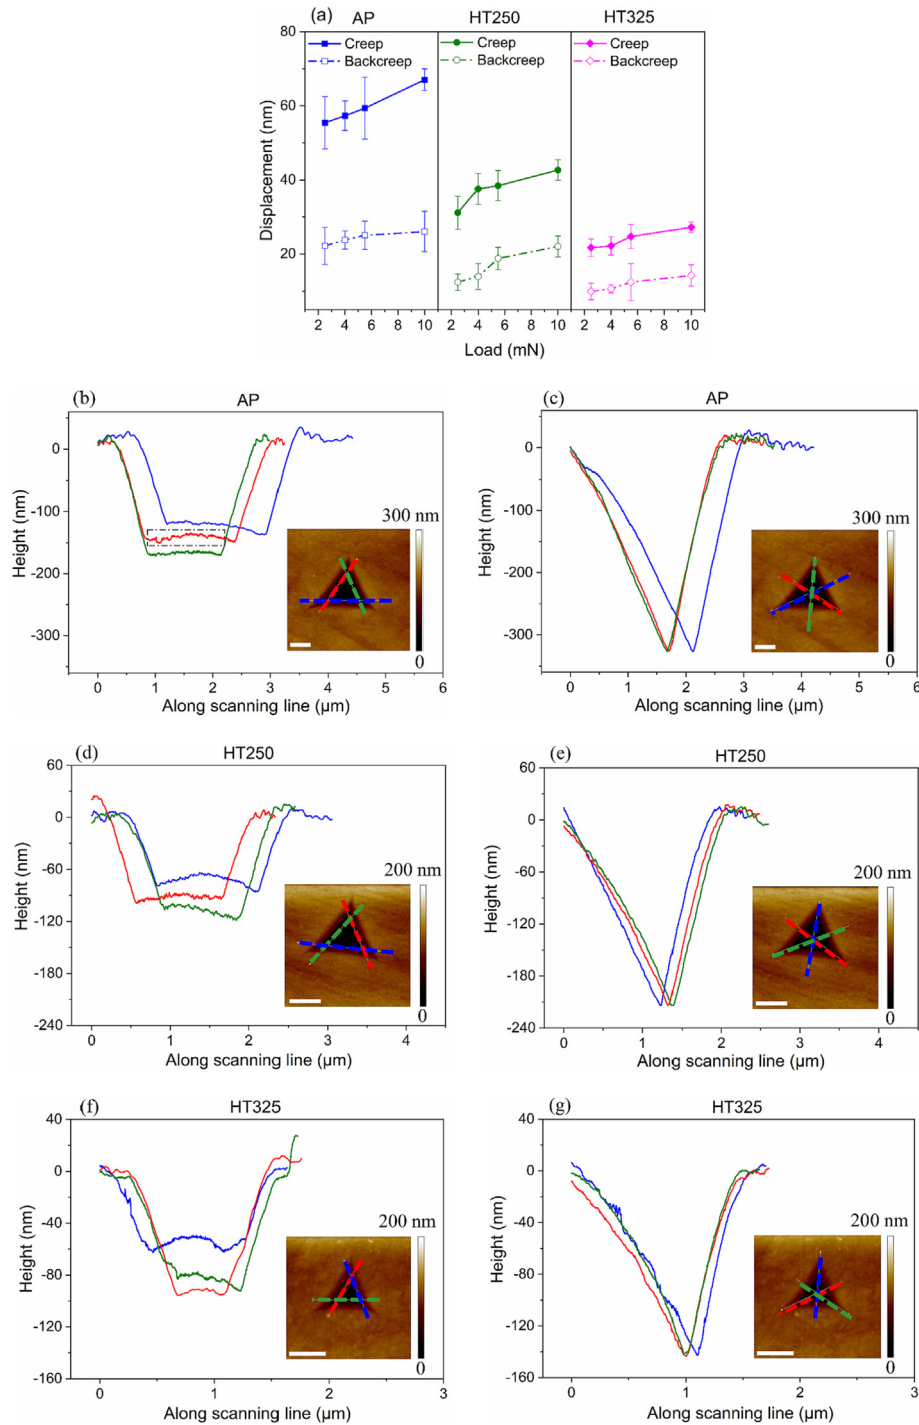 (a) AP HT250 HT325
80
60
40
20
Displacement (nm)
Creep
Backcreep
Creep
Backcreep
Creep
Backcreep
2 4 6 8 10 2 4 6 8 10 2 4 6 8 10
Load (mN)
(b) AP
0
-100
-200
-300
Height (nm)
300 nm
0
0 1 2 3 4 5 6
Along scanning line (μm)
(c) AP
0
-100
-200
-300
Height (nm)
300 nm
0
0 1 2 3 4 5 6
Along scanning line (μm)
(d) HT250
60
0
-60
-120
-180
-240
Height (nm)
200 nm
0
0 1 2 3 4
Along scanning line (μm)
(e) HT250
60
0
-60
-120
-180
-240
Height (nm)
200 nm
0
0 1 2 3 4
Along scanning line (μm)
(f) HT325
40
0
-40
-80
-120
-160
Height (nm)
200 nm
0
0 1 2 3
Along scanning line (μm)
(g) HT325
40
0
-40
-80
-120
-160
Height (nm)
200 nm
0
0 1 2 3
Along scanning line (μm)